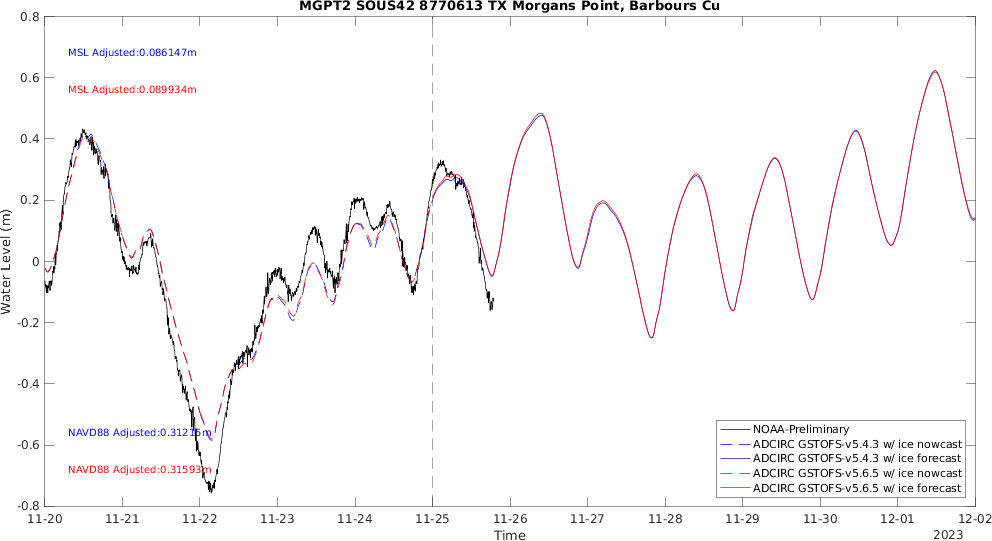 MGPT2 SOUS42 8770613 TX Morgans Point, Barbours Cu
0.8
0.6
0.4
0.2
0
-0.2
-0.4
-0.6
-0.8
Water Level (m)
MSL Adjusted:0.086147m
MSL Adjusted:0.089934m
NAVD88 Adjusted:0.31215m
NAVD88 Adjusted:0.31593m
NOAA-Preliminary
ADCIRC GSTOFS-v5.4.3 w/ ice nowcast
ADCIRC GSTOFS-v5.4.3 w/ ice forecast
ADCIRC GSTOFS-v5.6.5 w/ ice nowcast
ADCIRC GSTOFS-v5.6.5 w/ ice forecast
11-20 11-21 11-22 11-23 11-24 11-25 11-26 11-27 11-28 11-29 11-30 12-01 12-02
Time
2023